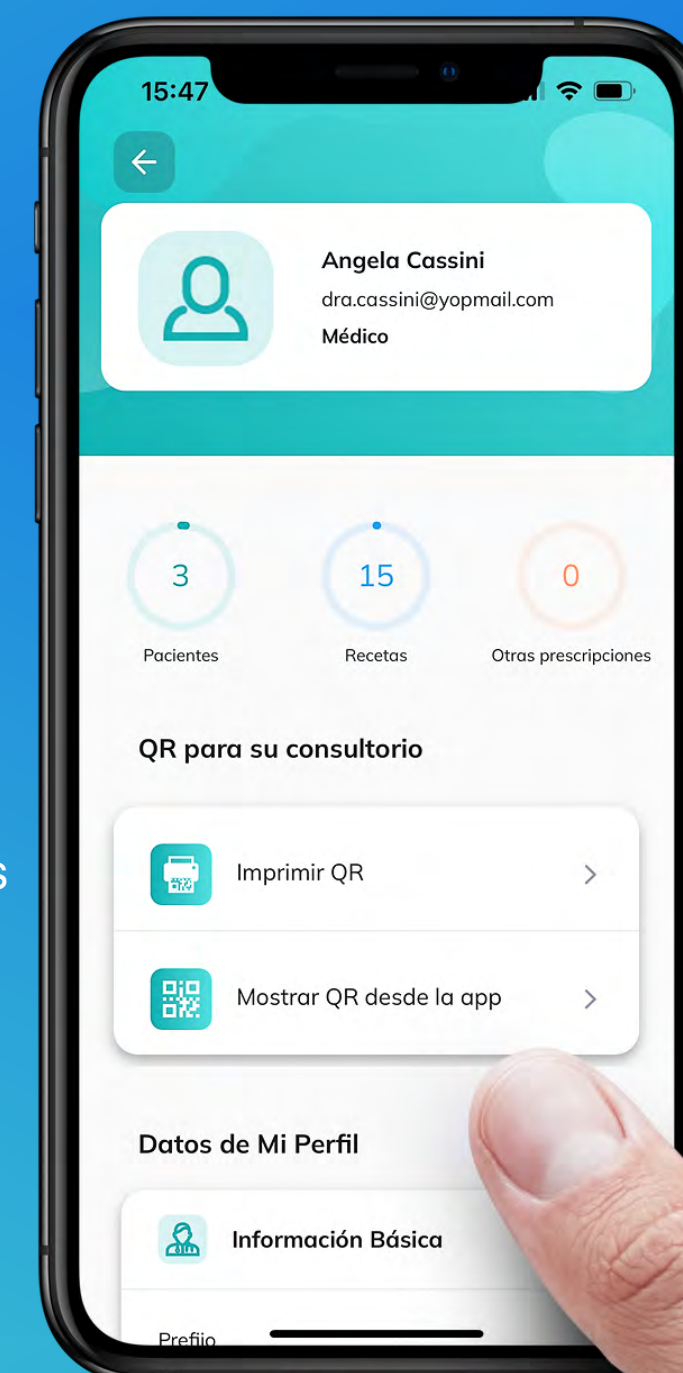 15:47
Angela Cassini
dra.cassini@yopmail.com
Médico
3
15
0
Pacientes
Recetas
Otras prescripciones
QR para su consultorio
Imprimir QR
Mostrar QR desde la app
s
Datos de Mi Perfil
Información Básica
Prefijo